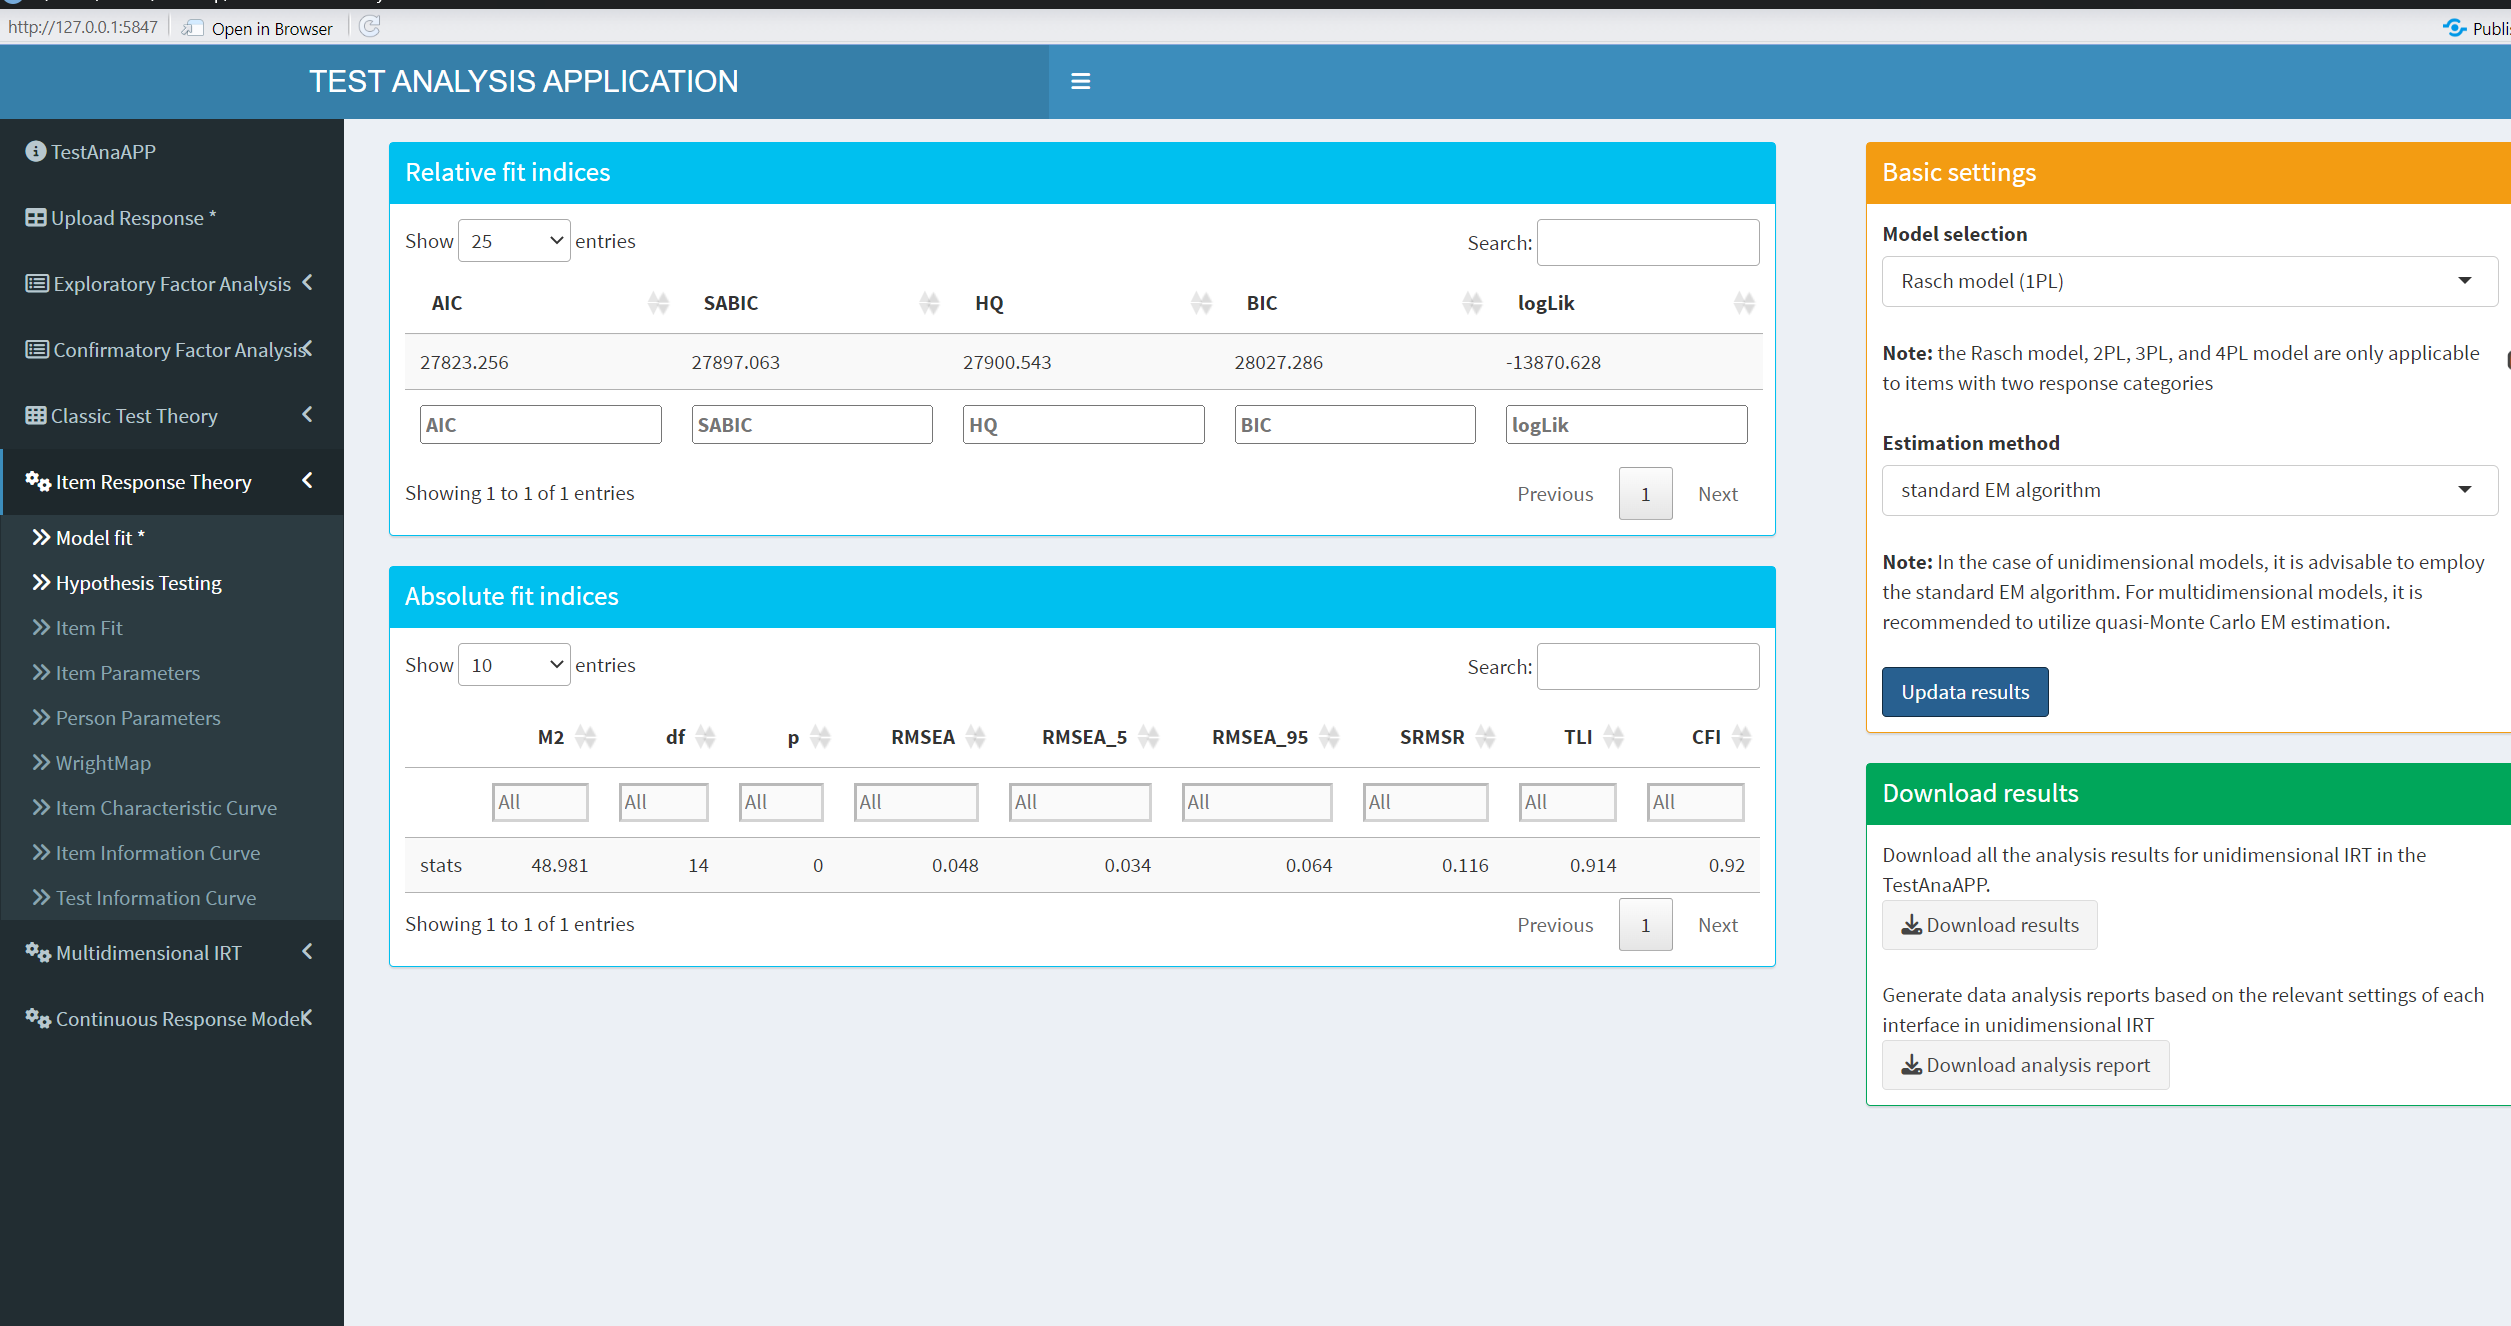 http://127.0.0.1:5847 Open in Browser
TEST ANALYSIS APPLICATION
TestAnaAPP
Upload Response *
Exploratory Factor Analysis
Confirmatory Factor Analysis
Classic Test Theory
Item Response Theory
Model fit *
Hypothesis Testing
Item Fit
Item Parameters
Person Parameters
WrightMap
Item Characteristic Curve
Item Information Curve
Test Information Curve
Multidimensional IRT
Continuous Response Model
Relative fit indices
Show 25 entries
Search:
AIC SABIC HQ BIC logLik
27823.256 27897.063 27900.543 28027.286 -13870.628
AIC SABIC HQ BIC logLik
Showing 1 to 1 of 1 entries
Previous 1 Next
Absolute fit indices
Show 10 entries
Search:
M2 df p RMSEA RMSEA_5 RMSEA_95 SRMSR TLI CFI
All All All All All All All All All
stats 48.981 14 0 0.048 0.034 0.064 0.116 0.914 0.92
Showing 1 to 1 of 1 entries
Previous 1 Next
Basic settings
Model selection
Rasch model (1PL)
Note: the Rasch model, 2PL, 3PL, and 4PL model are only applicable
to items with two response categories
Estimation method
standard EM algorithm
Note: In the case of unidimensional models, it is advisable to employ
the standard EM algorithm. For multidimensional models, it is
recommended to utilize quasi-Monte Carlo EM estimation.
Updata results
Download results
Download all the analysis results for unidimensional IRT in the
TestAnaAPP.
Download results
Generate data analysis reports based on the relevant settings of each
interface in unidimensional IRT
Download analysis report